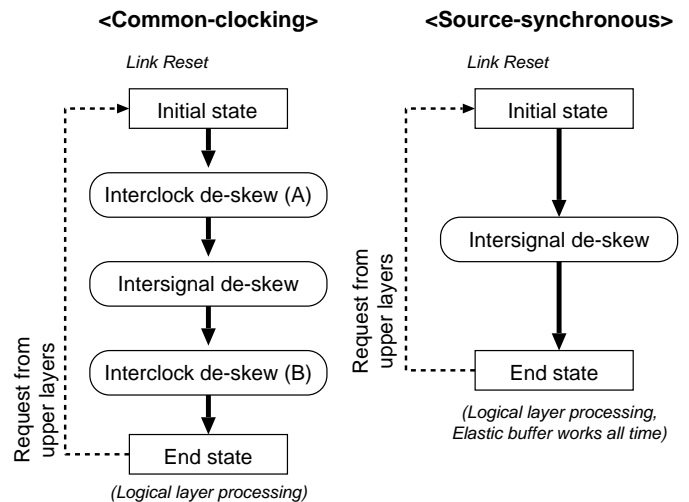 <Common-clocking>
Link Reset
Initial state
Interclock de-skew (A)
Intersignal de-skew
Interclock de-skew (B)
End state
(Logical layer processing)
Request from
upper layers
<Source-synchronous>
Link Reset
Initial state
Intersignal de-skew
End state
(Logical layer processing,
Elastic buffer works all time)
Request from
upper layers